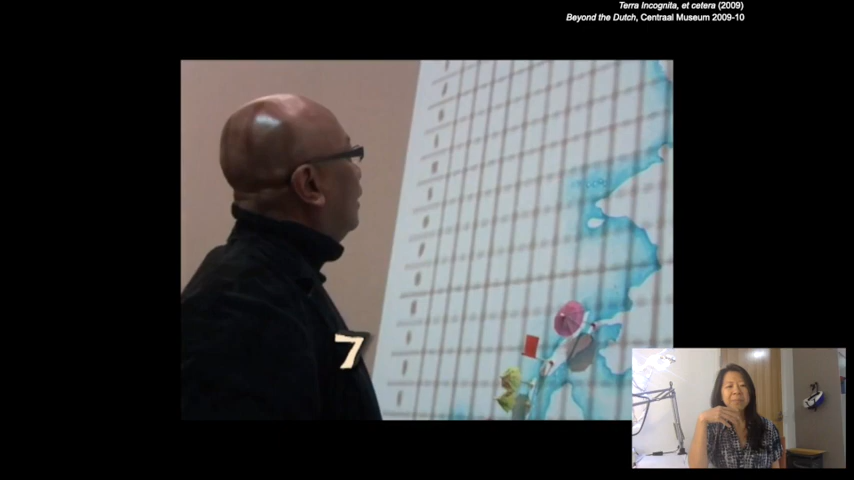 Terra Incognita, et cetera (2009)
Beyond the Dutch, Centraal Museum 2009-10
7